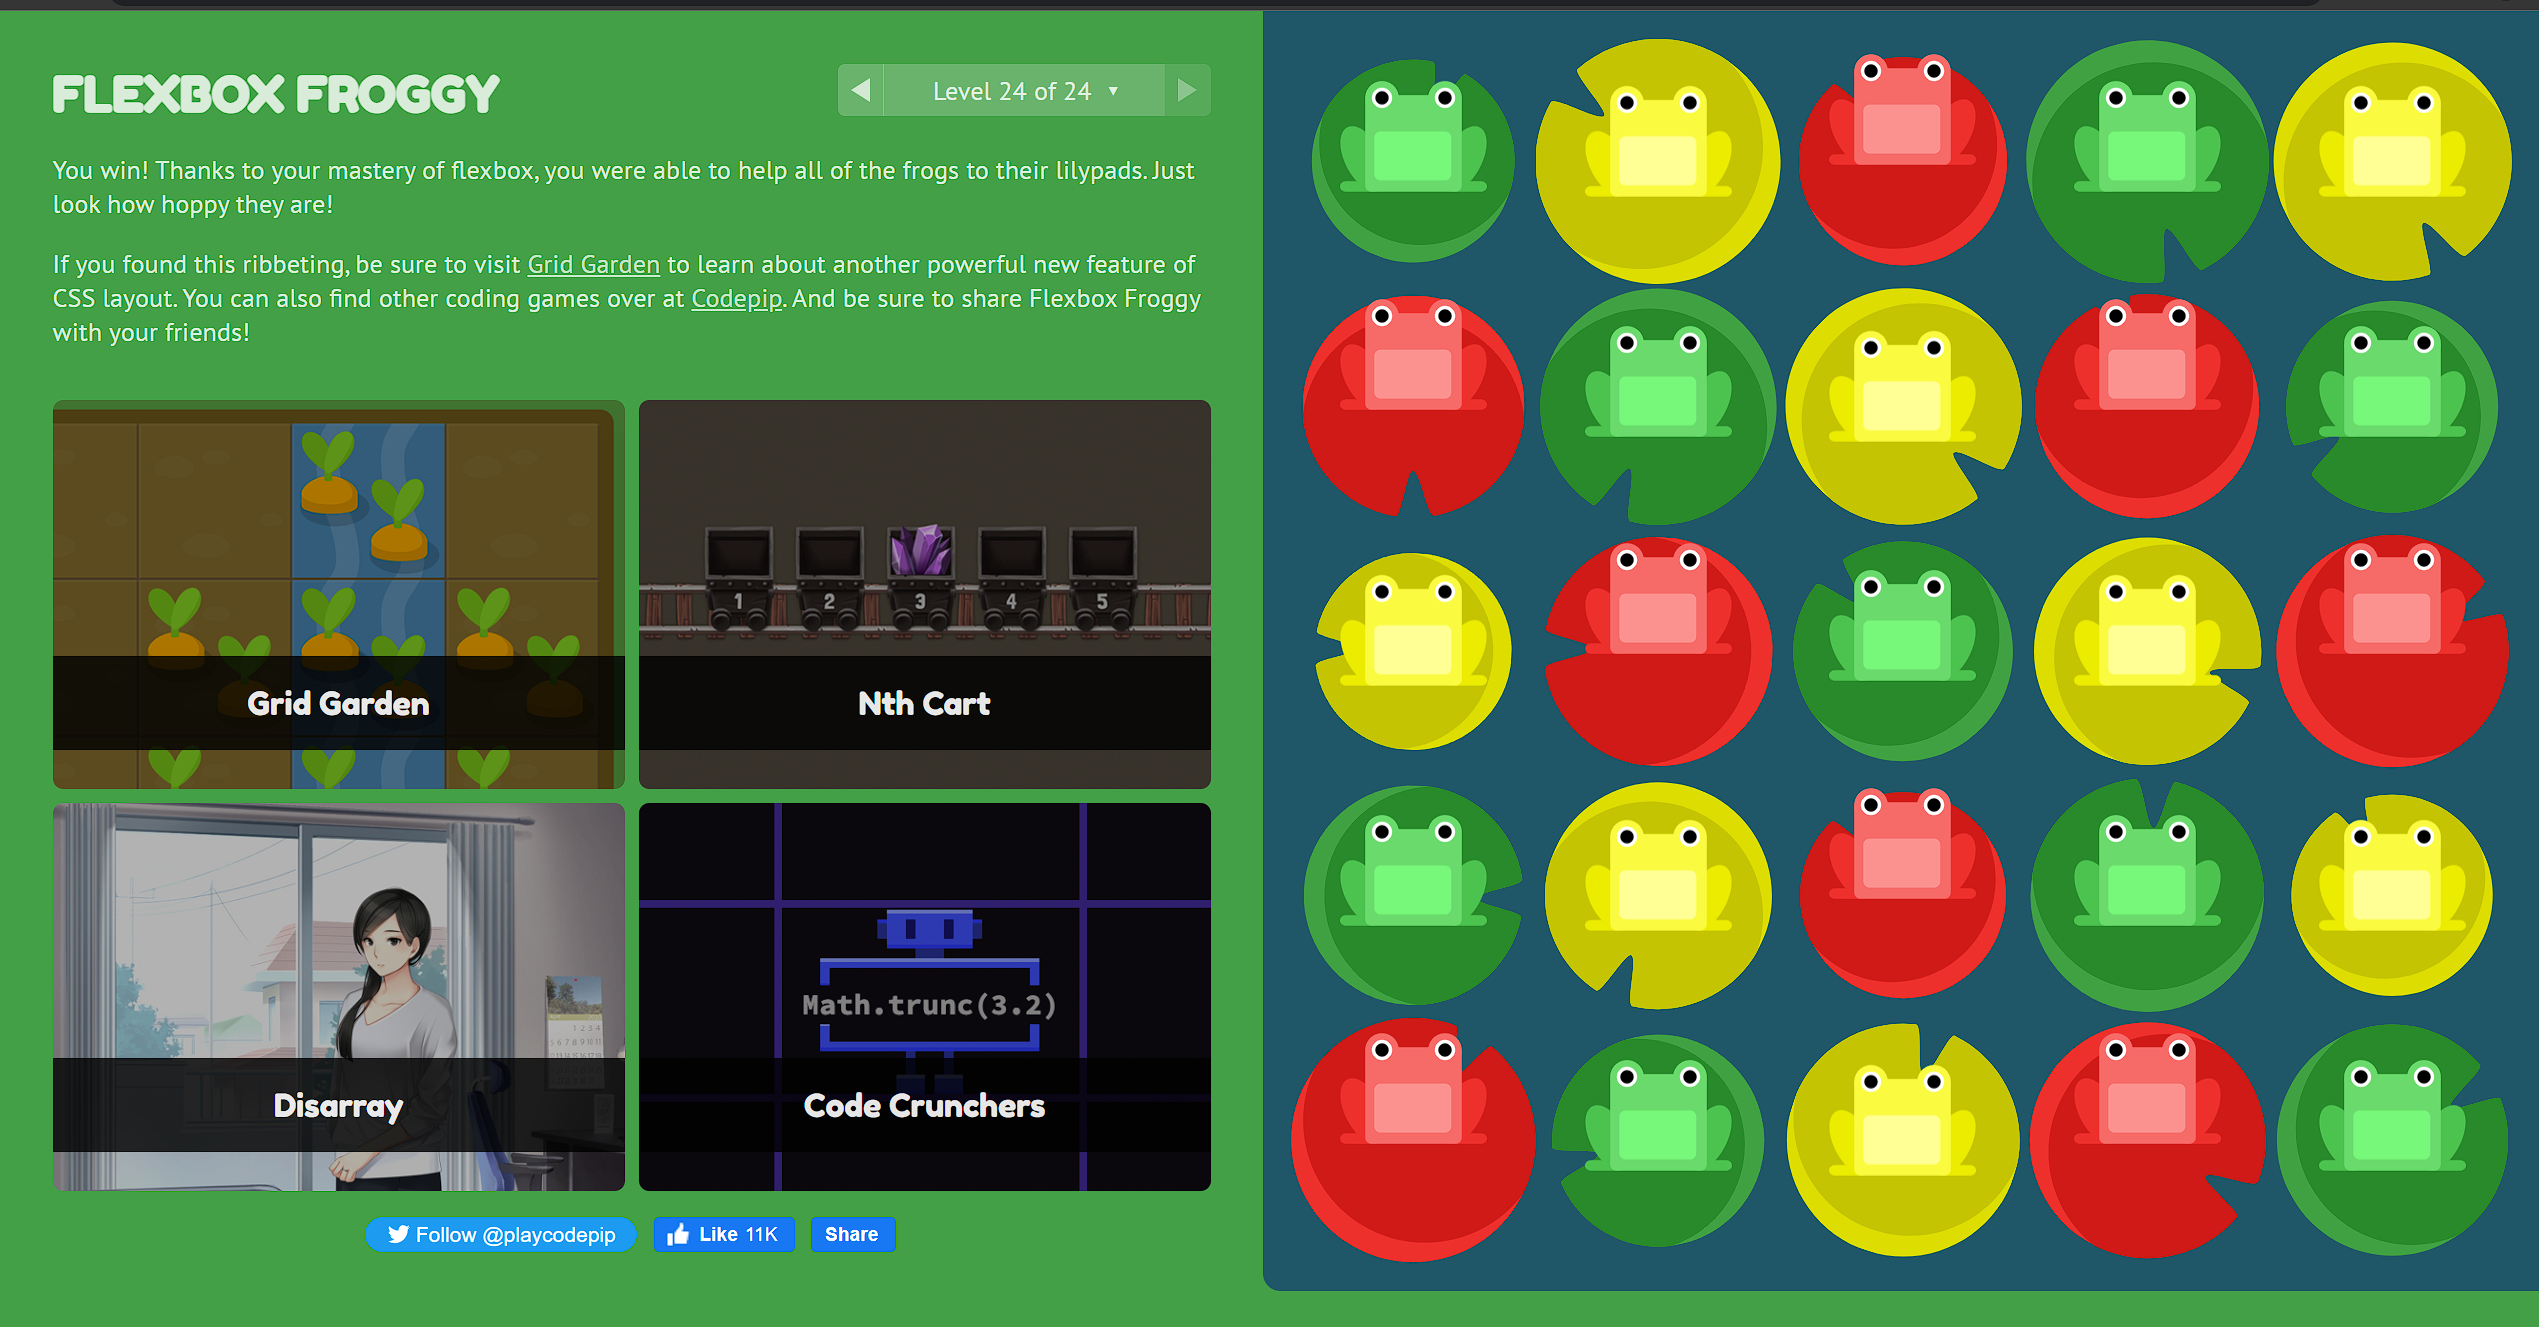 FLEXBOX FROGGY
Level 24 of 24 ▼
You win! Thanks to your mastery of flexbox, you were able to help all of the frogs to their lilypads. Just
look how hoppy they are!
If you found this ribbeting, be sure to visit Grid Garden to learn about another powerful new feature of
CSS layout. You can also find other coding games over at Codepip. And be sure to share Flexbox Froggy
with your friends!
1 2 3 4 5
Grid Garden
Nth Cart
Math.trunc(3.2)
Disarray
Code Crunchers
Follow @playcodepip
Like 11K
Share